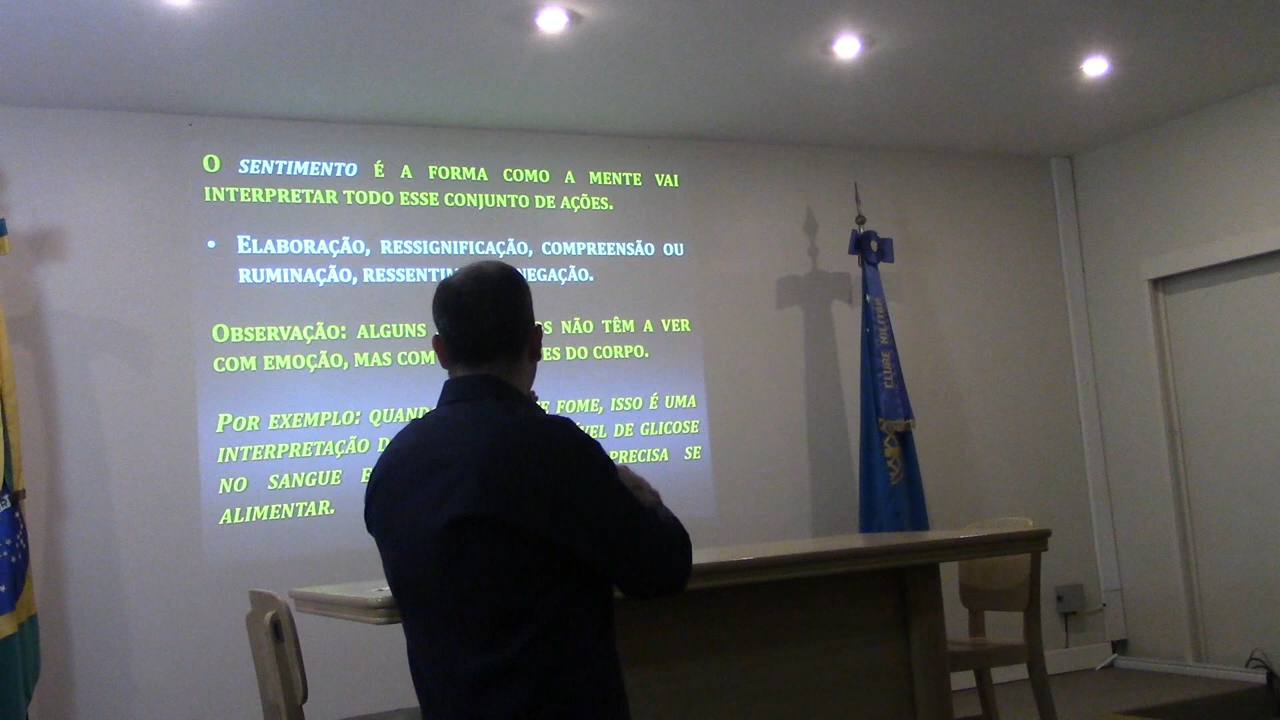 O SENTIMENTO É A FORMA COMO A MENTE VAI
INTERPRETAR TODO ESSE CONJUNTO DE AÇÕES.
• ELABORAÇÃO, RESSIGNIFICAÇÃO, COMPREENSÃO OU
RUMINAÇÃO, NEGAÇÃO.
OBSERVAÇÃO: ALGUNS NÃO TÊM A VER
COM EMOÇÃO, MAS COM DO CORPO.
POR EXEMPLO: FOME, ISSO É UMA
INTERPRETAÇÃO DE GLICOSE
NO SANGUE PRECISA SE
ALIMENTAR.
CLUBE MILITAR